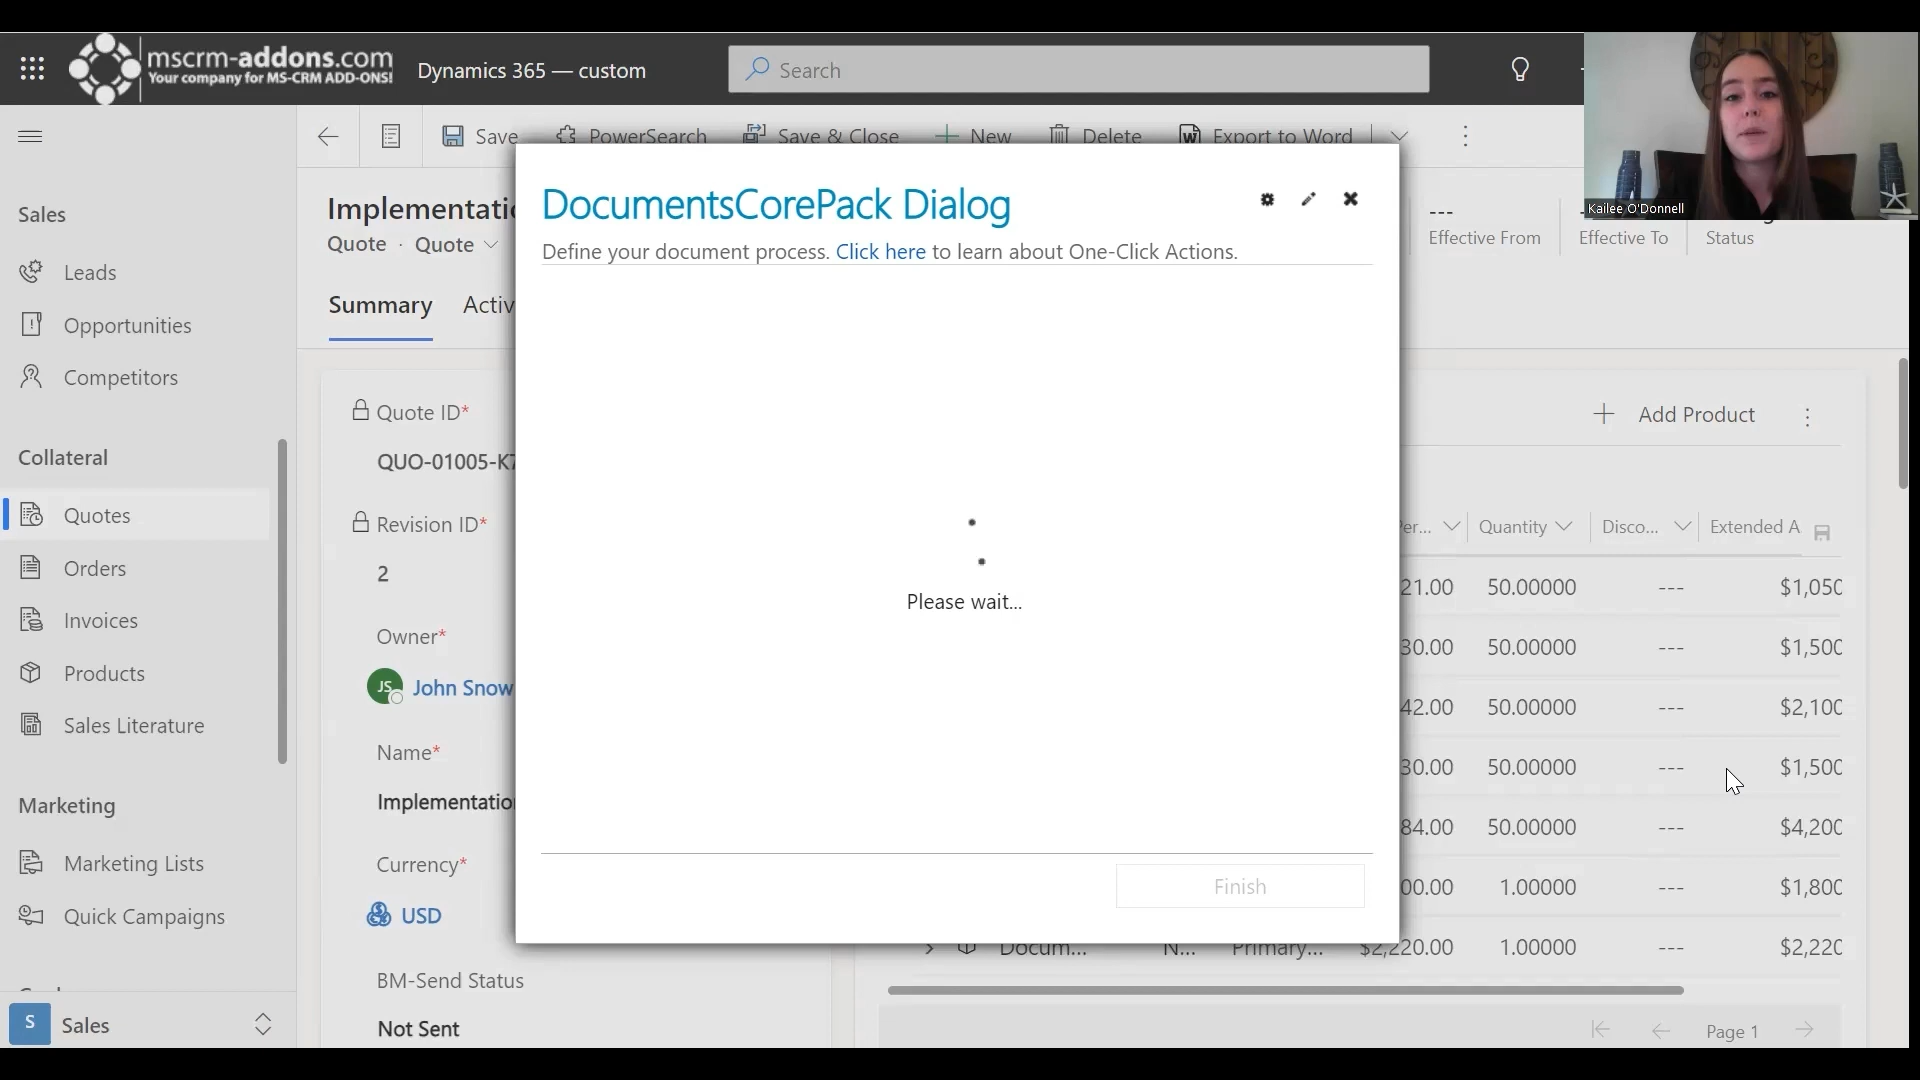 mscrm-addons.com
Your company for MS-CRM ADD-ONS!
Dynamics 365 — custom
Search
Kailee O'Donnell
Save
PowerSearch
Save & Close
New
Delete
Export to Word
Implementatio
Quote · Quote
---
Effective From
Effective To
Status
Summary
Activ
Sales
Leads
Opportunities
Competitors
Collateral
Quotes
Orders
Invoices
Products
Sales Literature
Marketing
Marketing Lists
Quick Campaigns
S
Sales
Quote ID*
QUO-01005-K7
Revision ID*
2
Owner*
JS
John Snow
Name*
Implementation
Currency*
USD
BM-Send Status
Not Sent
DocumentsCorePack Dialog
Define your document process. Click here to learn about One-Click Actions.
Please wait...
Finish
Add Product
Per... Quantity Disco... Extended A
21.00 50.00000 --- $1,050
30.00 50.00000 --- $1,500
42.00 50.00000 --- $2,100
30.00 50.00000 --- $1,500
84.00 50.00000 --- $4,200
00.00 1.00000 --- $1,800
Docum... N... Primary... $2,220.00 1.00000 --- $2,220
Page 1